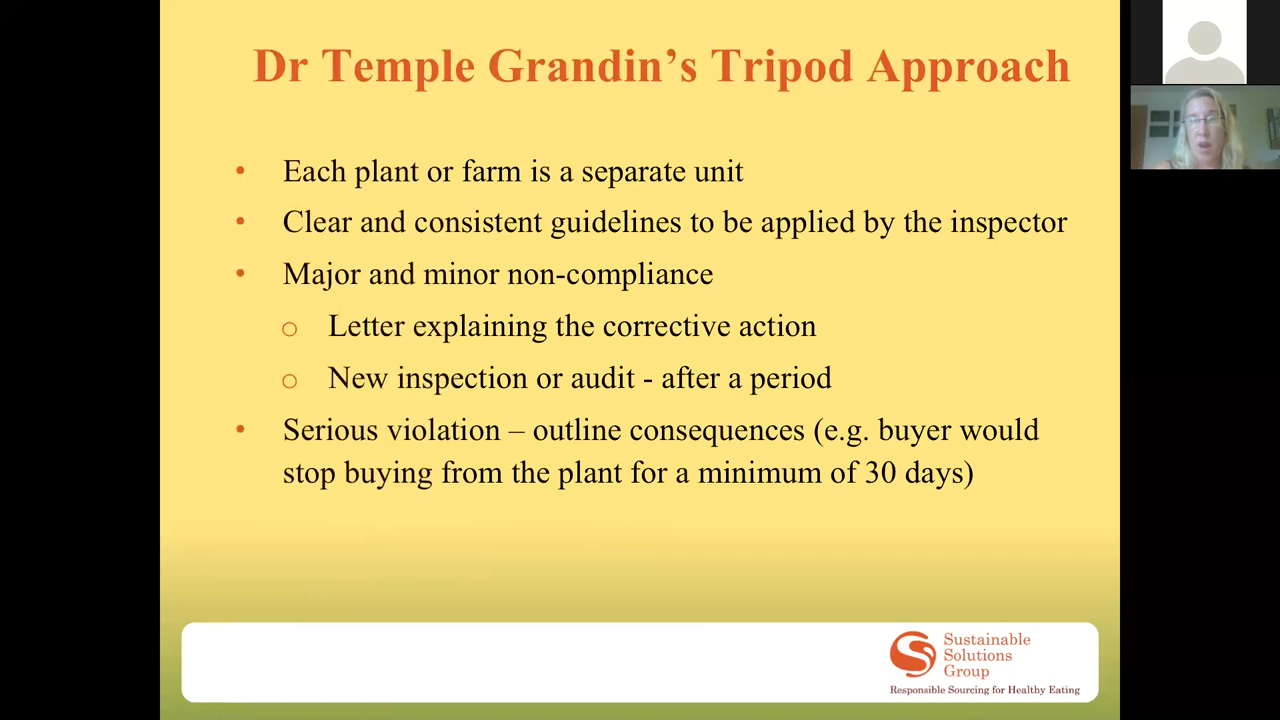 Dr Temple Grandin’s Tripod Approach
• Each plant or farm is a separate unit
• Clear and consistent guidelines to be applied by the inspector
• Major and minor non-compliance
o Letter explaining the corrective action
o New inspection or audit - after a period
• Serious violation – outline consequences (e.g. buyer would
stop buying from the plant for a minimum of 30 days)
Sustainable
Solutions
Group
Responsible Sourcing for Healthy Eating